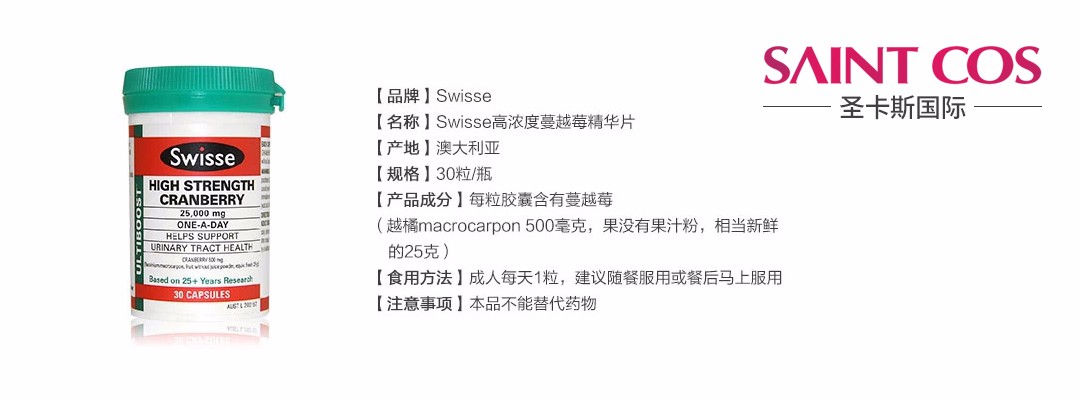 SAINT COS
圣卡斯国际
【品牌】Swisse
【名称】Swisse高浓度蔓越莓精华片
【产地】澳大利亚
【规格】30粒/瓶
【产品成分】每粒胶囊含有蔓越莓
（越橘macrocarpon 500毫克，果没有果汁粉，相当新鲜
的25克）
【食用方法】成人每天1粒，建议随餐服用或餐后马上服用
【注意事项】本品不能替代药物
Swisse
ULTIBOOST
HIGH STRENGTH
CRANBERRY
25,000 mg
ONE-A-DAY
HELPS SUPPORT
URINARY TRACT HEALTH
CRANBERRY 500 mg
Based on 25+ Years Research
30 CAPSULES